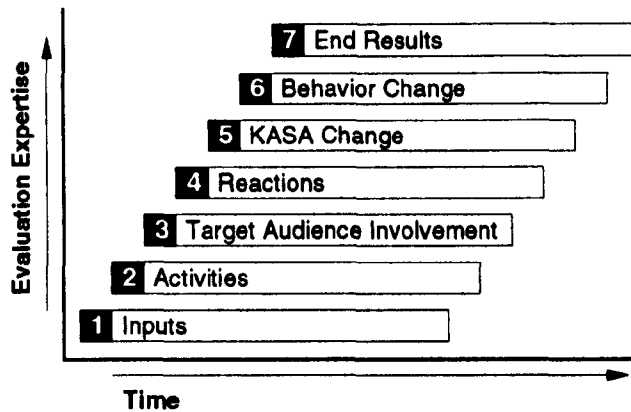 7 End Results
6 Behavior Change
5 KASA Change
4 Reactions
3 Target Audience Involvement
2 Activities
1 Inputs
Evaluation Expertise
Time